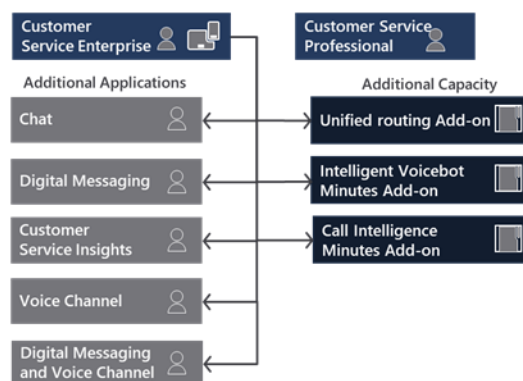 Customer
Service Enterprise
Customer Service
Professional
Additional Applications
Additional Capacity
Chat
Unified routing Add-on
Digital Messaging
Intelligent Voicebot
Minutes Add-on
Customer
Service Insights
Call Intelligence
Minutes Add-on
Voice Channel
Digital Messaging
and Voice Channel